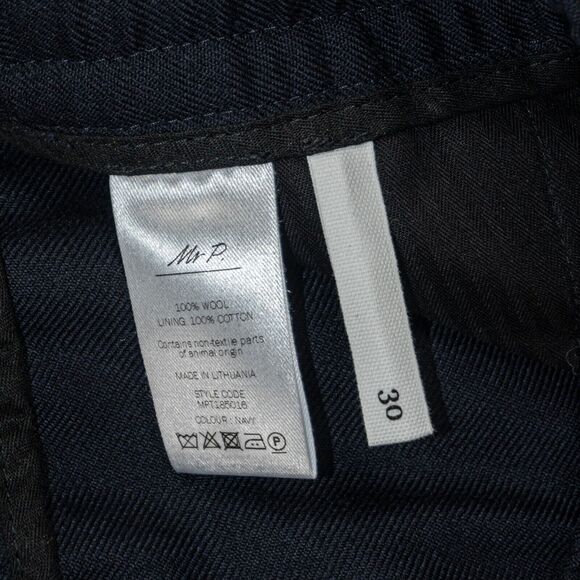 Mr P.
100% WOOL
LINING: 100% COTTON
Contains non-textile parts
of animal origin
MADE IN LITHUANIA
STYLE CODE
MPT185016
COLOUR: NAVY
P
30